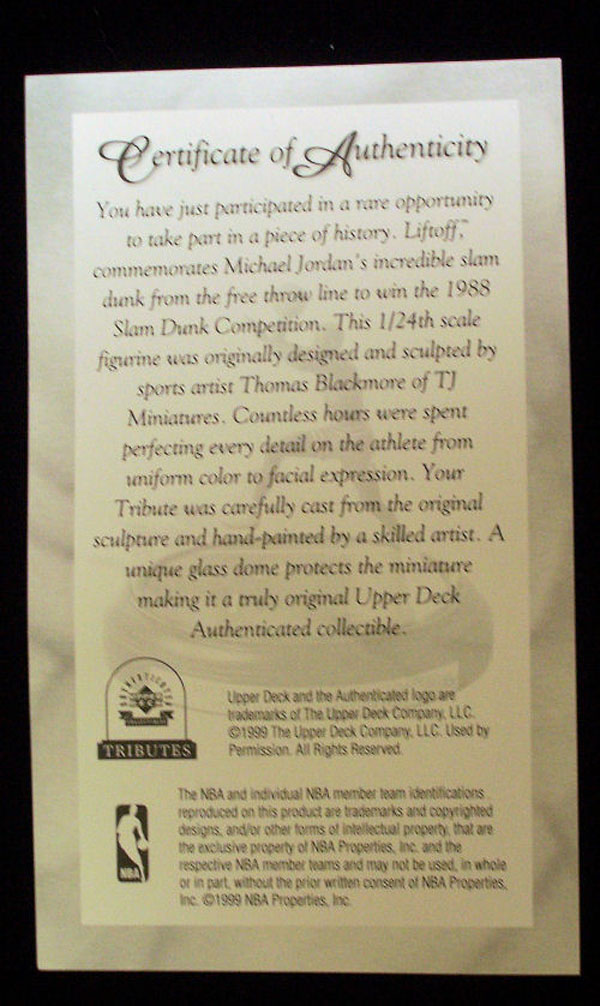 Certificate of Authenticity
You have just participated in a rare opportunity
to take part in a piece of history. Liftoff,™
commemorates Michael Jordan's incredible slam
dunk from the free throw line to win the 1988
Slam Dunk Competition. This 1/24th scale
figurine was originally designed and sculpted by
sports artist Thomas Blackmore of TJ
Miniatures. Countless hours were spent
perfecting every detail on the athlete from
uniform color to facial expression. Your
Tribute was carefully cast from the original
sculpture and hand-painted by a skilled artist. A
unique glass dome protects the miniature
making it a truly original Upper Deck
Authenticated collectible.
TRIBUTES
Upper Deck and the Authenticated logo are
trademarks of The Upper Deck Company, LLC.
©1999 The Upper Deck Company, LLC. Used by
Permission. All Rights Reserved.
NBA
The NBA and individual NBA member team identifications
reproduced on this product are trademarks and copyrighted
designs, and/or other forms of intellectual property, that are
the exclusive property of NBA Properties, Inc. and the
respective NBA member teams and may not be used, in whole
or in part, without the prior written consent of NBA Properties,
Inc. ©1999 NBA Properties, Inc.